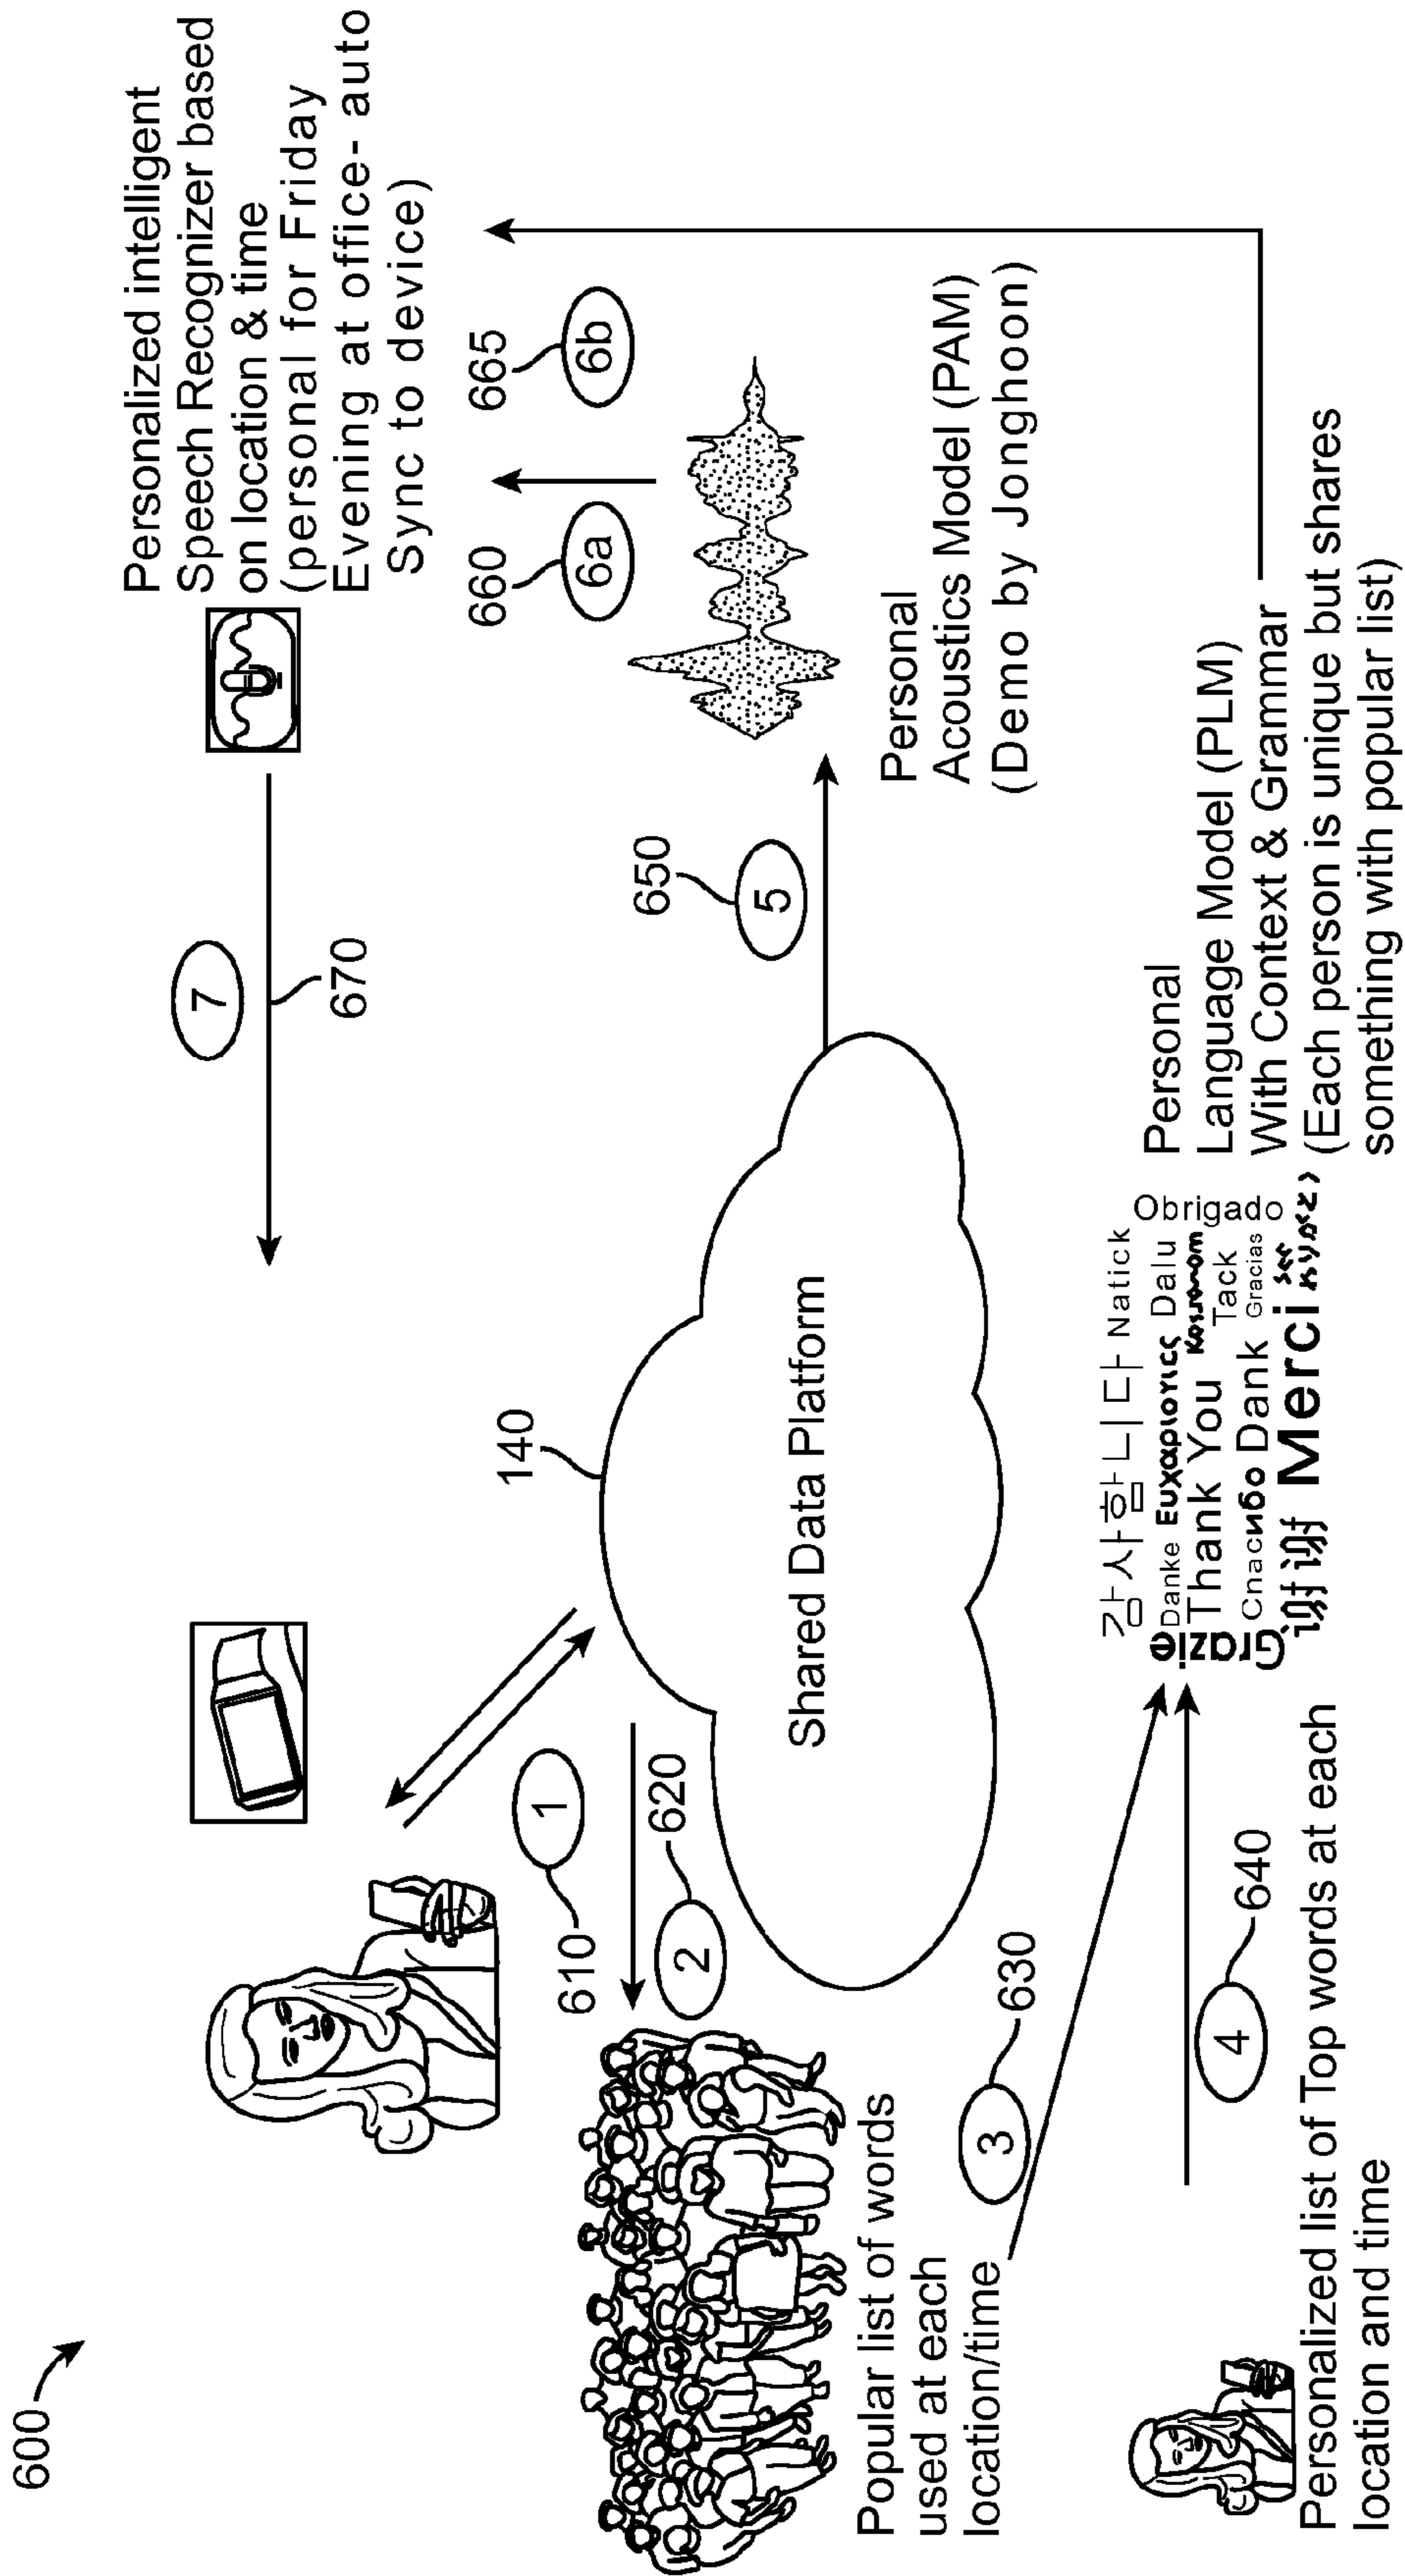 600
Personalized intelligent
Speech Recognizer based
on location & time
(personal for Friday
Evening at office- auto
Sync to device)
7
670
1
610
2
620
140
Shared Data Platform
5
650
660
6a
665
6b
Personal
Acoustics Model (PAM)
(Demo by Jonghoon)
Popular list of words
used at each
location/time
3
630
4
640
Personalized list of Top words at each
location and time
감사합니다 Natick
Danke Ευχαριστίες Dalu
Thank You
Tack
Obrigado
Grazie
Спасибо Dank Gracias
谢谢 Merci
Personal
Language Model (PLM)
With Context & Grammar
(Each person is unique but shares
something with popular list)